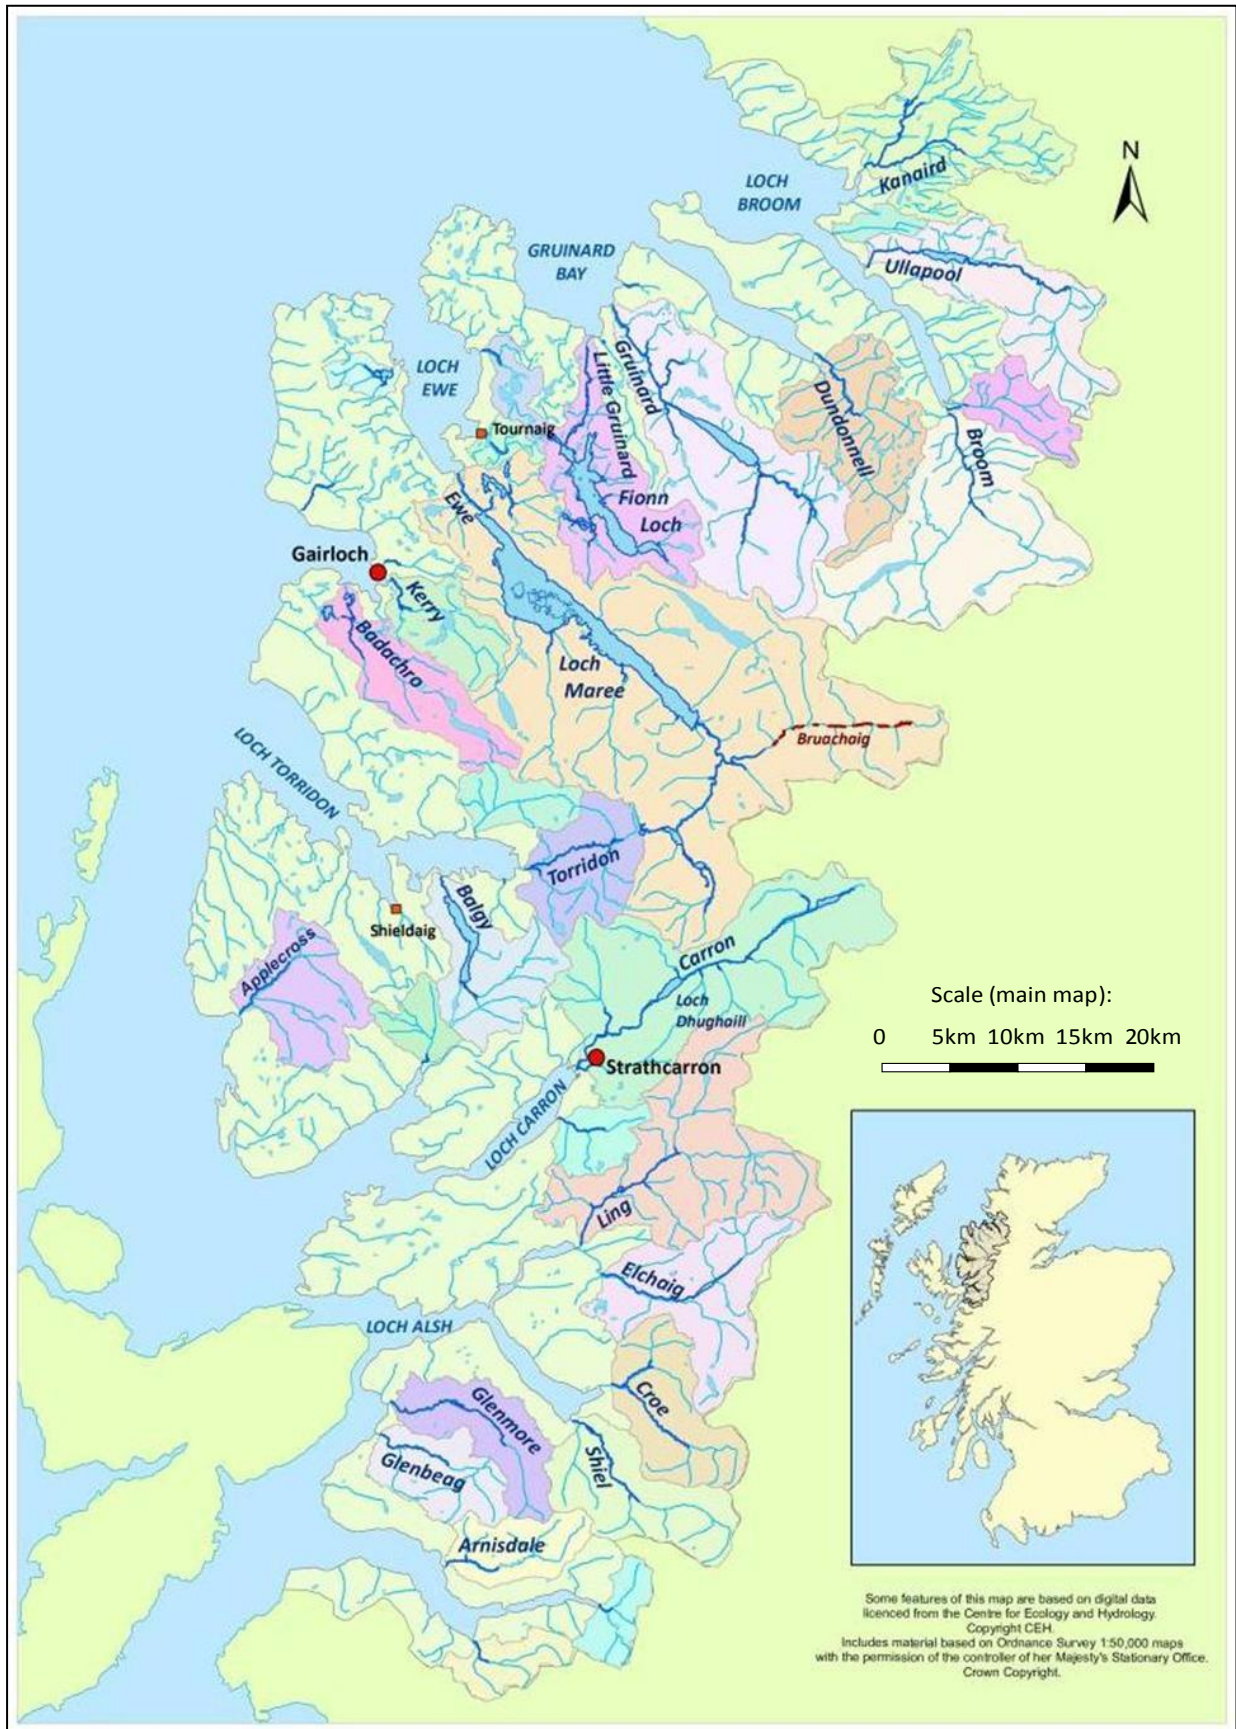 N
LOCH
BROOM
Kanaird
GRUINARD
BAY
Ullapool
LOCH
EWE
Little Gruinard
Gruinard
Dundonnell
Broom
Tournaig
Ewe
Fionn
Loch
Gairloch
Kerry
Badachro
Loch
Maree
Bruachaig
LOCH TORRIDON
Torridon
Balgy
Shieldaig
Applecross
Carron
Loch
Dhughaill
Scale (main map):
0 5km 10km 15km 20km
Strathcarron
LOCH CARRON
Ling
Elchaig
LOCH ALSH
Croe
Glenmore
Shiel
Glenbeag
Arnisdale
Some features of this map are based on digital data
licenced from the Centre for Ecology and Hydrology.
Copyright CEH.
Includes material based on Ordnance Survey 1:50,000 maps
with the permission of the controller of her Majesty's Stationary Office.
Crown Copyright.